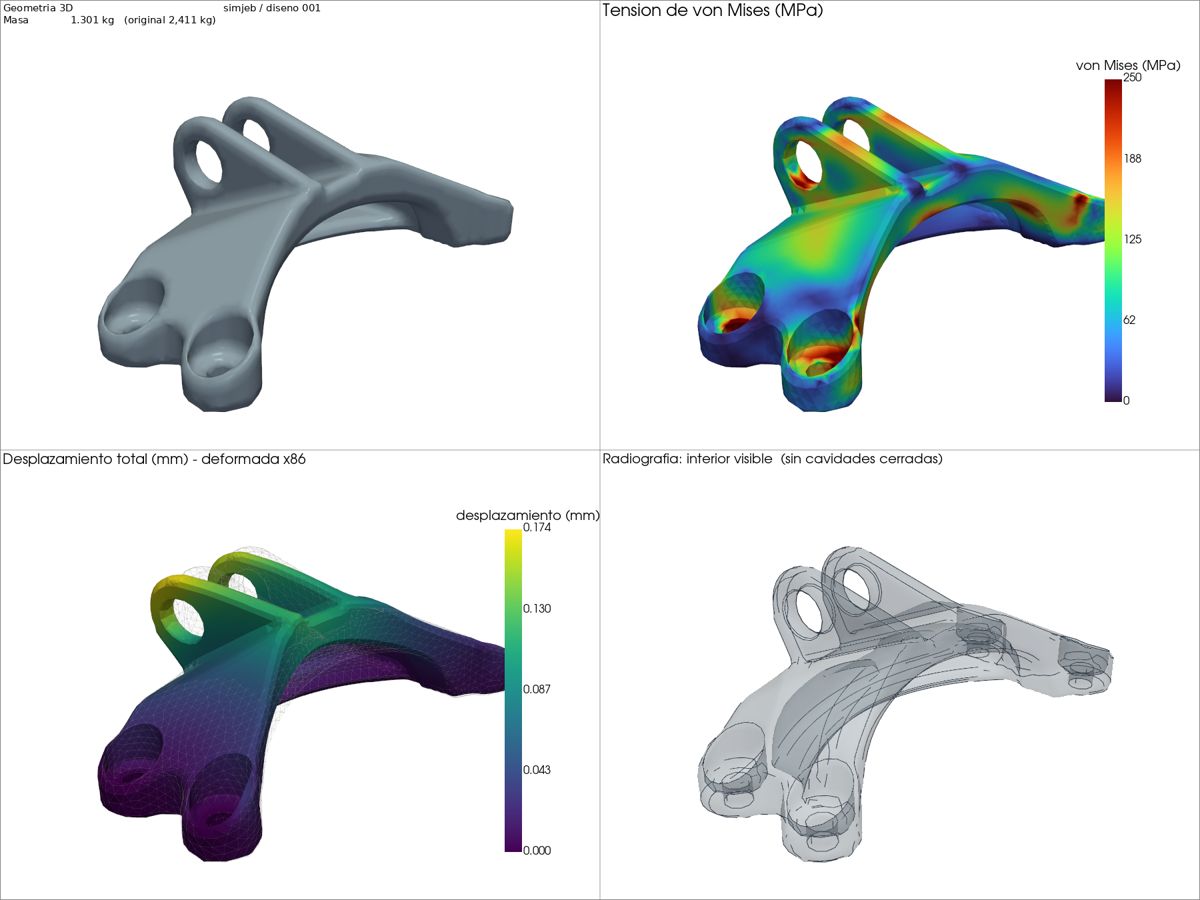 Geometria 3D simjeb / diseno 001
Masa 1.301 kg (original 2,411 kg)
Tension de von Mises (MPa)
von Mises (MPa)
250
188
125
62
0
Desplazamiento total (mm) - deformada x86
desplazamiento (mm)
0.174
0.130
0.087
0.043
0.000
Radiografia: interior visible (sin cavidades cerradas)